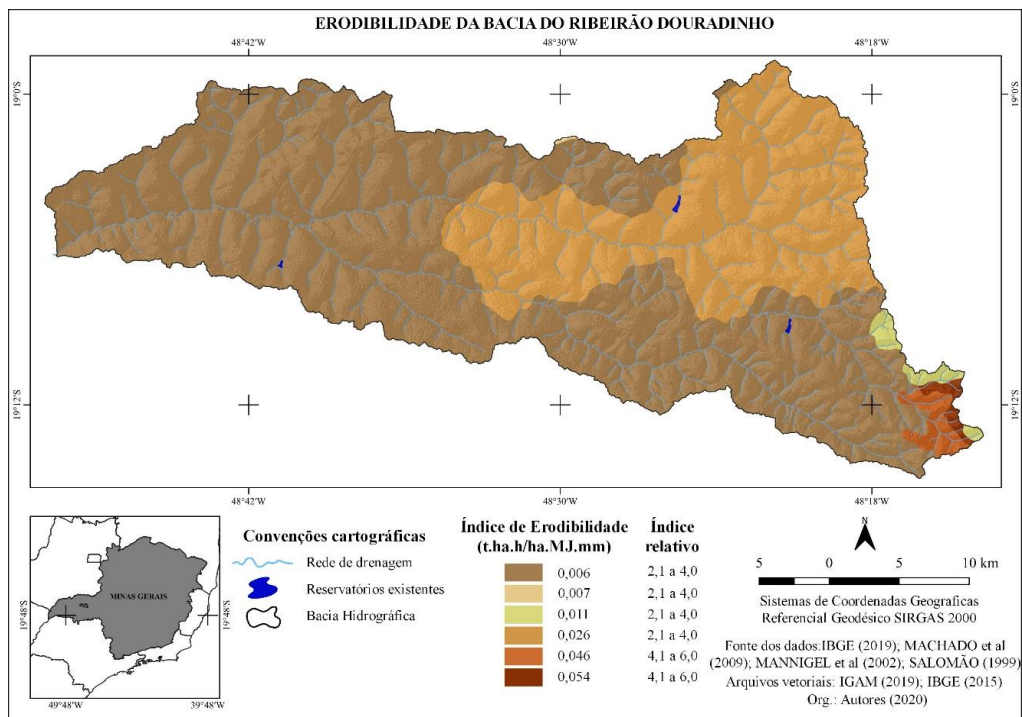 ERODIBILIDADE DA BACIA DO RIBEIRÃO DOURADINHO
48°42'W 48°30'W 48°18'W
19°0'S 19°0'S
19°12'S 19°12'S
48°42'W 48°30'W 48°18'W
MINAS GERAIS
19°48'S 19°48'S
49°48'W 39°48'W
Convenções cartográficas
Rede de drenagem
Reservatórios existentes
Bacia Hidrográfica
Índice de Erodibilidade Índice
(t.ha.h/ha.MJ.mm) relativo
0,006 2,1 a 4,0
0,007 2,1 a 4,0
0,011 2,1 a 4,0
0,026 2,1 a 4,0
0,046 4,1 a 6,0
0,054 4,1 a 6,0
N
5 0 5 10 km
Sistemas de Coordenadas Geograficas
Referencial Geodésico SIRGAS 2000
Fonte dos dados:IBGE (2019); MACHADO et al
(2009); MANNIGEL et al (2002); SALOMÃO (1999)
Arquivos vetoriais: IGAM (2019); IBGE (2015)
Org.: Autores (2020)